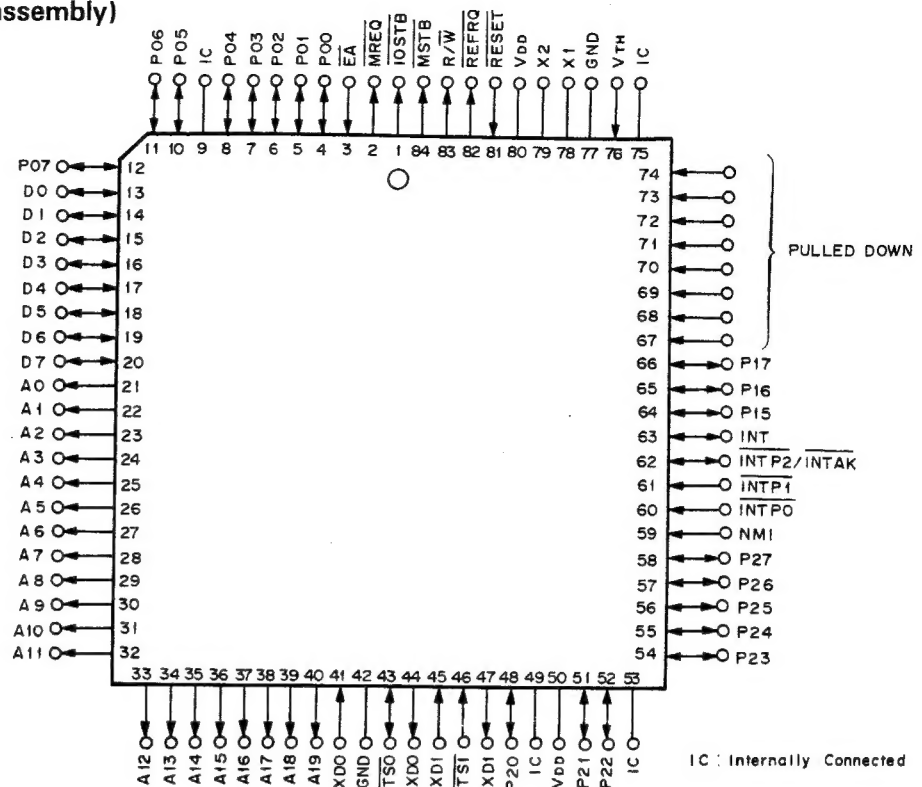 assembly)
P06 P05 IC P04 P03 P02 P01 P00 EA MREQ IOSTB MSTB R/W REFRQ RESET VDD X2 X1 GND VTH IC
11 10 9 8 7 6 5 4 3 2 1 84 83 82 81 80 79 78 77 76 75
P07 12
D0 13
D1 14
D2 15
D3 16
D4 17
D5 18
D6 19
D7 20
A0 21
A1 22
A2 23
A3 24
A4 25
A5 26
A6 27
A7 28
A8 29
A9 30
A10 31
A11 32
74
73
72
71
70
69
68
67
PULLED DOWN
66 P17
65 P16
64 P15
63 INT
62 INTP2/INTAK
61 INTP1
60 INTP0
59 NMI
58 P27
57 P26
56 P25
55 P24
54 P23
33 34 35 36 37 38 39 40 41 42 43 44 45 46 47 48 49 50 51 52 53
A12 A13 A14 A15 A16 A17 A18 A19 XD0 GND TS0 XD0 XD1 TS1 XD1 P20 IC VDD P21 P22 IC
IC : Internally Connected